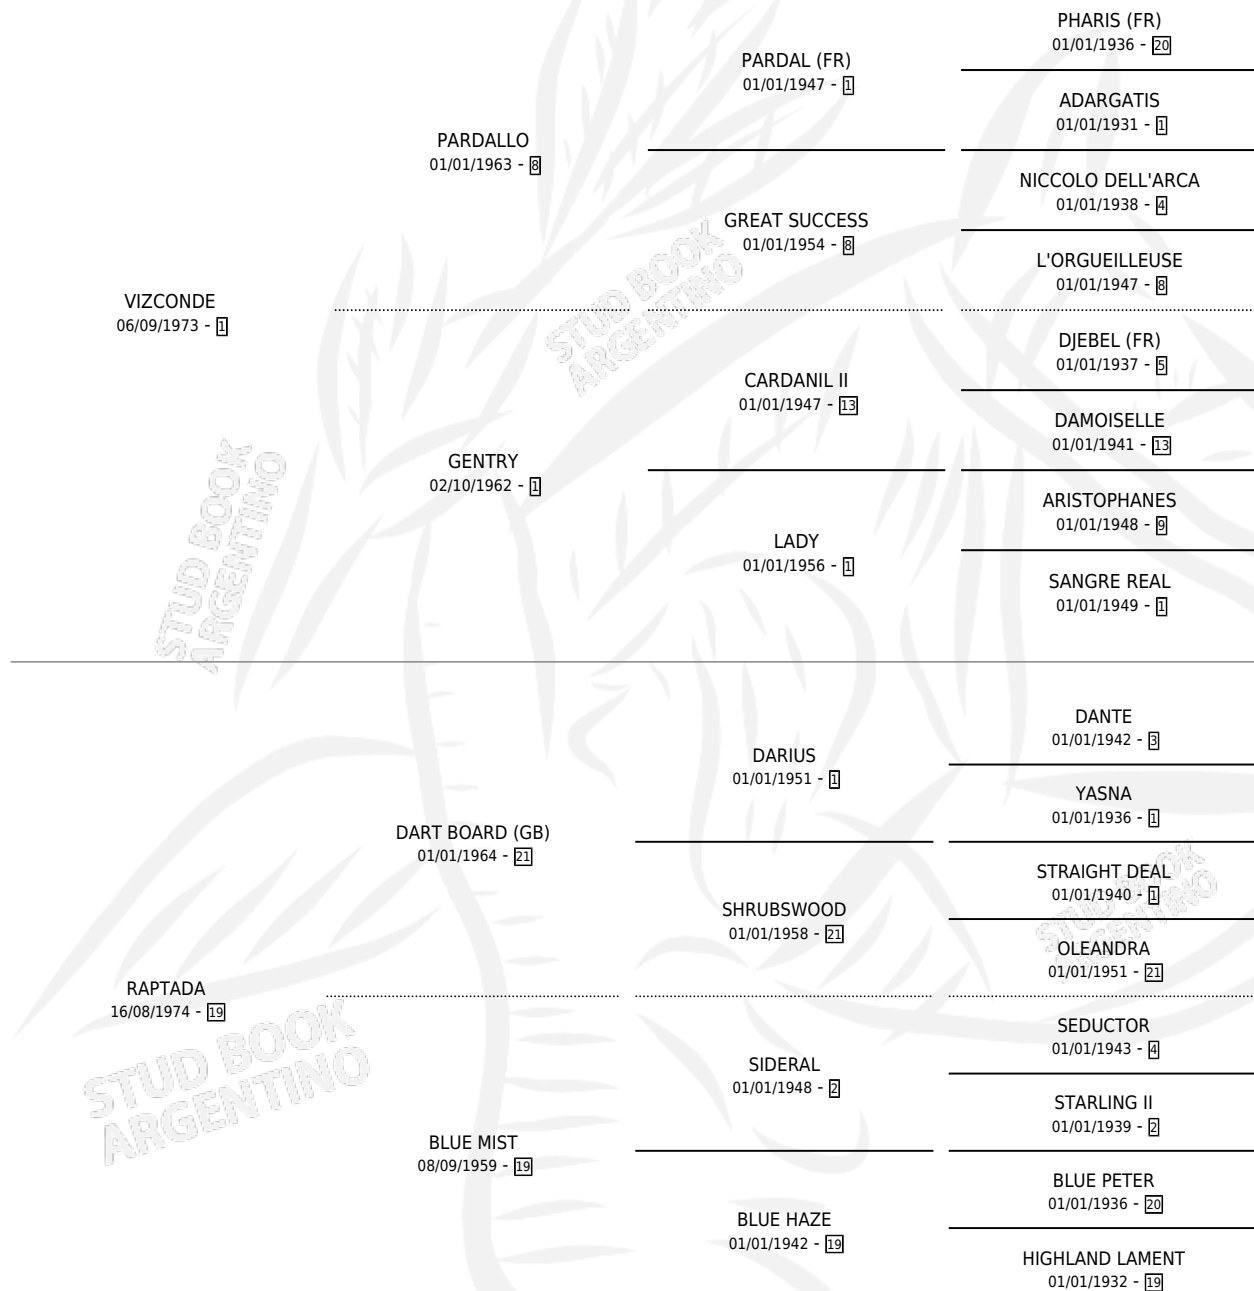 PHARIS (FR)
01/01/1936 - 20
PARDAL (FR)
01/01/1947 - 1
ADARGATIS
01/01/1931 - 1
PARDALLO
01/01/1963 - 8
NICCOLO DELL'ARCA
01/01/1938 - 4
GREAT SUCCESS
01/01/1954 - 8
L'ORGUEILLEUSE
01/01/1947 - 8
VIZCONDE
06/09/1973 - 1
DJEBEL (FR)
01/01/1937 - 5
CARDANIL II
01/01/1947 - 13
DAMOISELLE
01/01/1941 - 13
GENTRY
02/10/1962 - 1
ARISTOPHANES
01/01/1948 - 9
LADY
01/01/1956 - 1
SANGRE REAL
01/01/1949 - 1
DANTE
01/01/1942 - 3
DARIUS
01/01/1951 - 1
YASNA
01/01/1936 - 1
DART BOARD (GB)
01/01/1964 - 21
STRAIGHT DEAL
01/01/1940 - 1
SHRUBSWOOD
01/01/1958 - 21
OLEANDRA
01/01/1951 - 21
RAPTADA
16/08/1974 - 19
SEDUCTOR
01/01/1943 - 4
SIDERAL
01/01/1948 - 2
STARLING II
01/01/1939 - 2
BLUE MIST
08/09/1959 - 19
BLUE PETER
01/01/1936 - 20
BLUE HAZE
01/01/1942 - 19
HIGHLAND LAMENT
01/01/1932 - 19
STUD BOOK
ARGENTINO
STUD BOOK
ARGENTINO
STUD BOOK
ARGENTINO
STUD BOOK
ARGENTINO